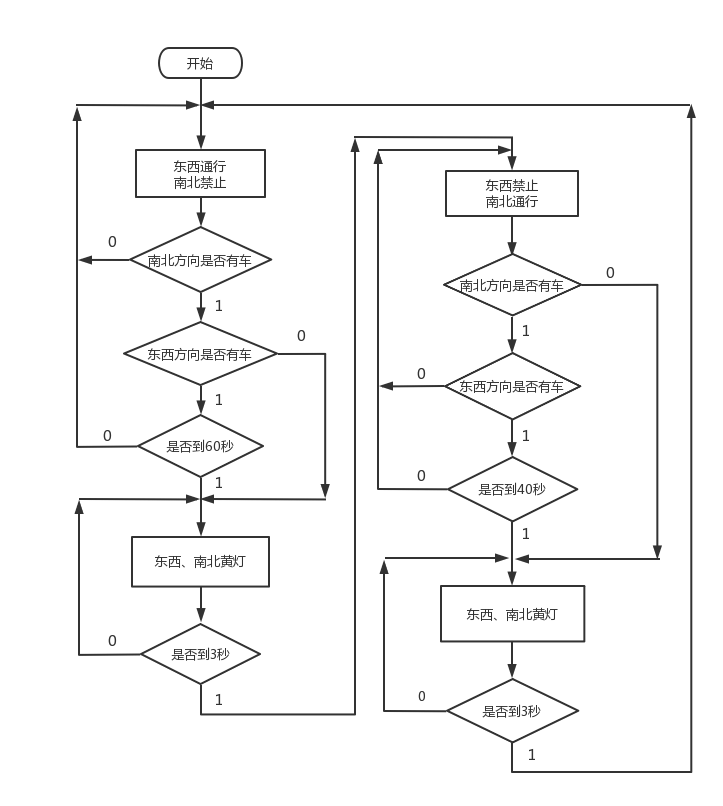 开始
东西通行
南北禁止
0
南北方向是否有车
1
0
东西方向是否有车
1
0
是否到60秒
1
东西、南北黄灯
0
是否到3秒
1
东西禁止
南北通行
0
南北方向是否有车
1
0
东西方向是否有车
1
0
是否到40秒
1
东西、南北黄灯
0
是否到3秒
1